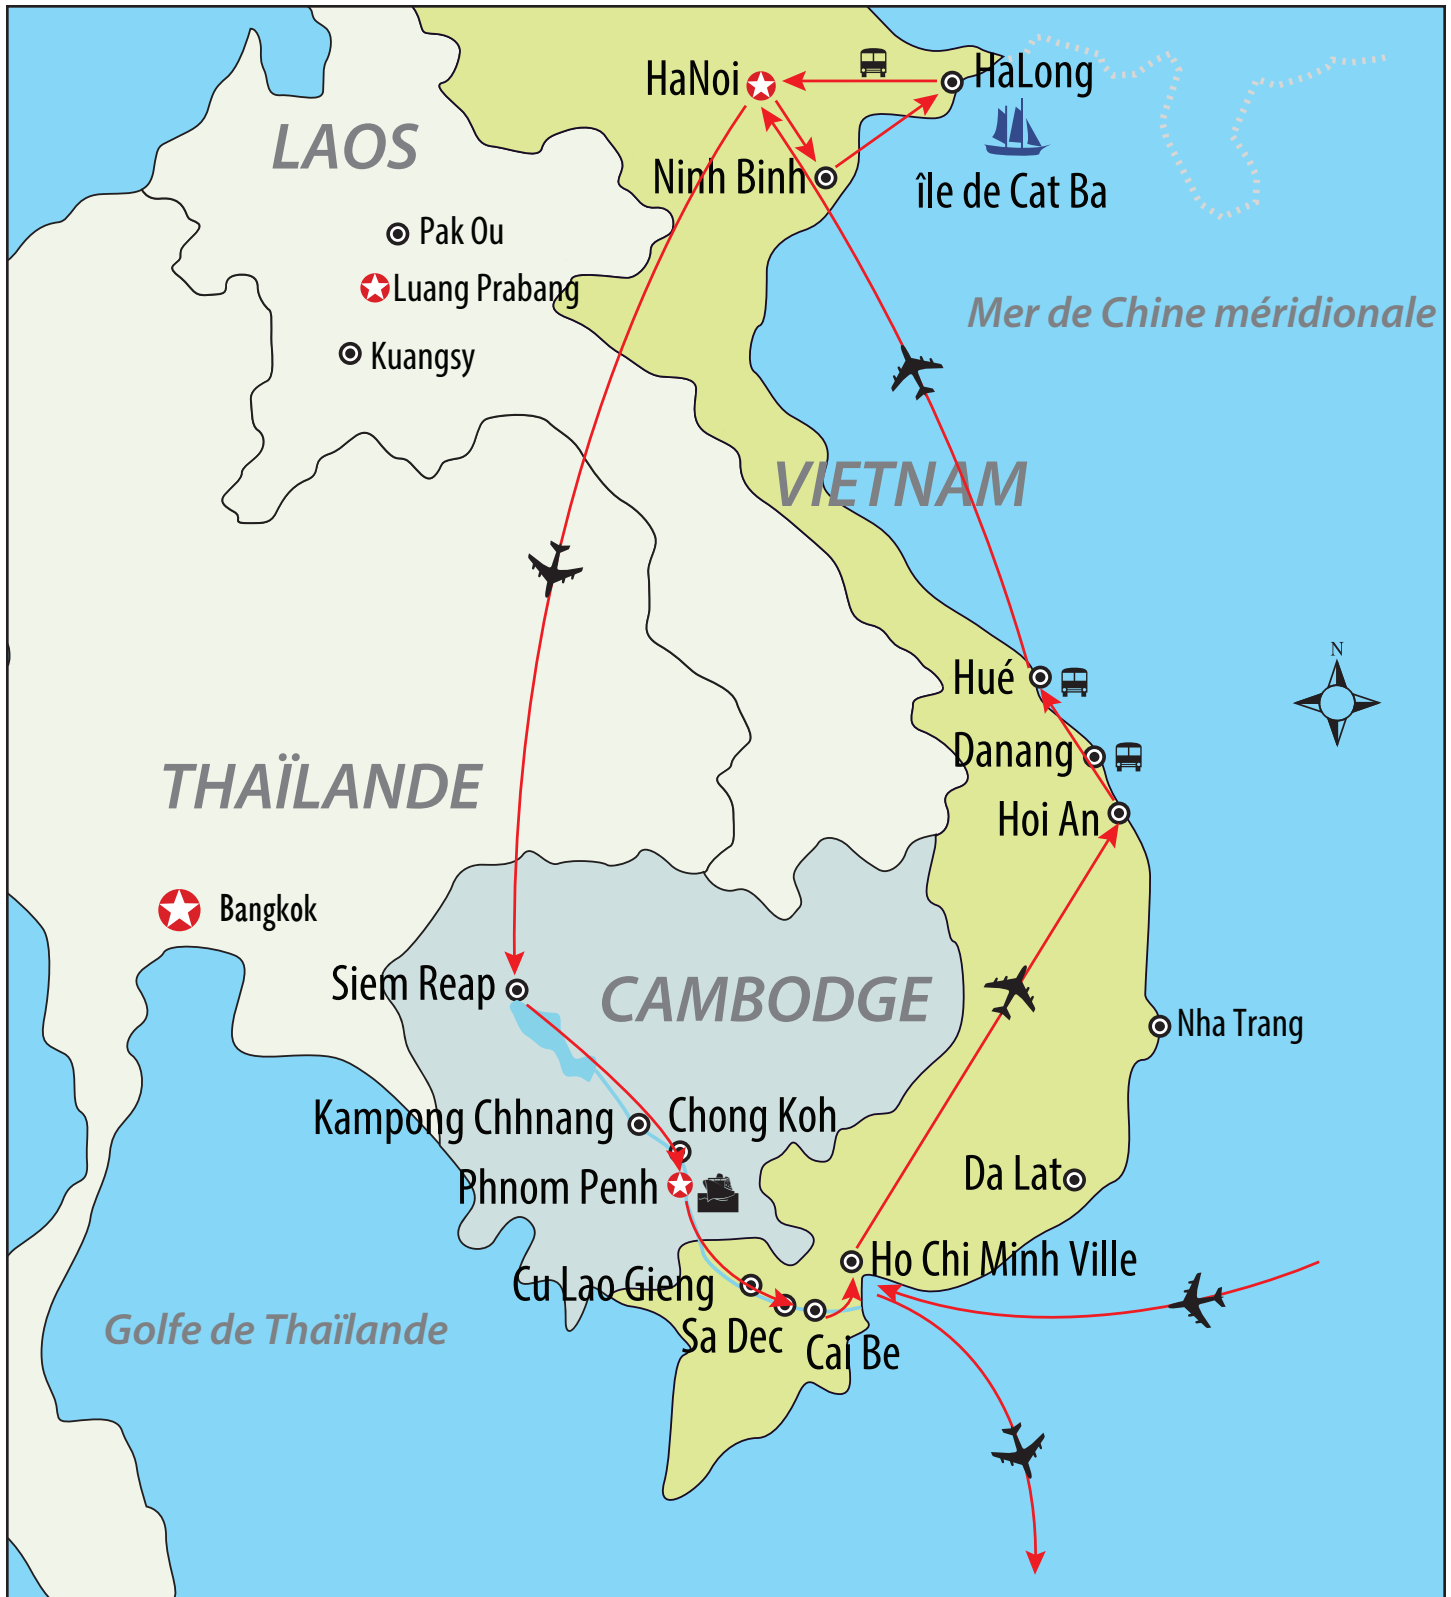 HaNoi
HaLong
LAOS
Ninh Binh
île de Cat Ba
Pak Ou
Luang Prabang
Mer de Chine méridionale
Kuangsy
VIETNAM
N
Hué
Danang
THAÏLANDE
Hoi An
Bangkok
Siem Reap
CAMBODGE
Nha Trang
Kampong Chhnang
Chong Koh
Da Lat
Phnom Penh
Ho Chi Minh Ville
Cu Lao Gieng
Golfe de Thaïlande
Sa Dec
Cai Be